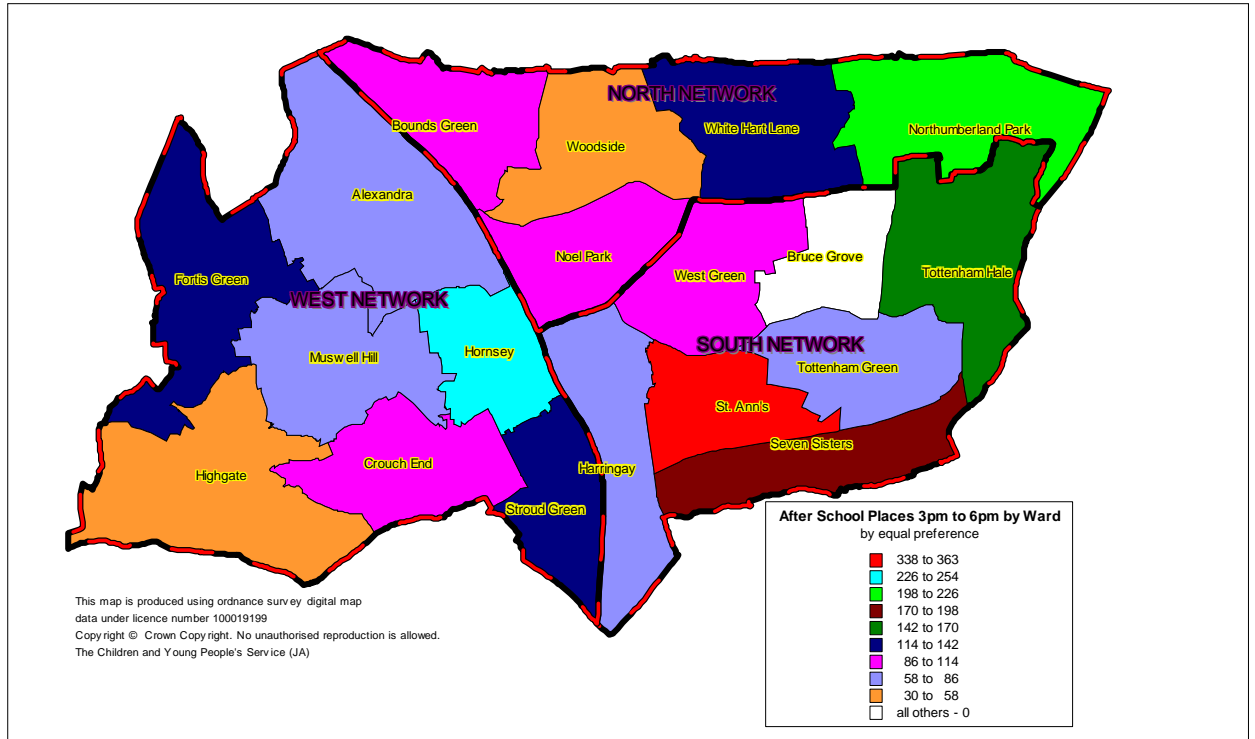 NORTH NETWORK
Bounds Green
White Hart Lane
Northumberland Park
Woodside
Alexandra
Noel Park
Bruce Grove
West Green
Tottenham Hale
Fortis Green
WEST NETWORK
SOUTH NETWORK
Muswell Hill
Hornsey
Tottenham Green
St. Ann's
Seven Sisters
Crouch End
Harringay
Highgate
Stroud Green
After School Places 3pm to 6pm by Ward
by equal preference
338 to 363
226 to 254
198 to 226
170 to 198
142 to 170
114 to 142
86 to 114
58 to 86
30 to 58
all others - 0
This map is produced using ordnance survey digital map
data under licence number 100019199
Copyright © Crown Copyright. No unauthorised reproduction is allowed.
The Children and Young People's Service (JA)